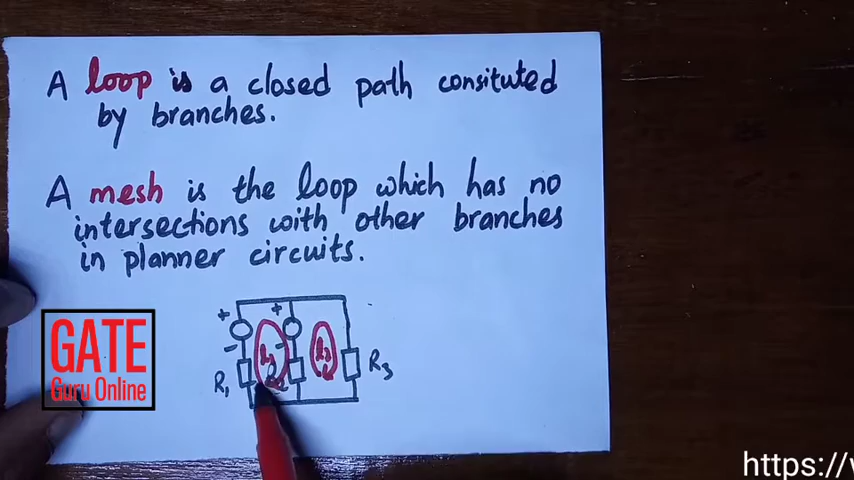 A loop is a closed path consituted
by branches.
A mesh is the loop which has no
intersections with other branches
in planner circuits.
+ +
- -
R1 R3
GATE
Guru Online
https://